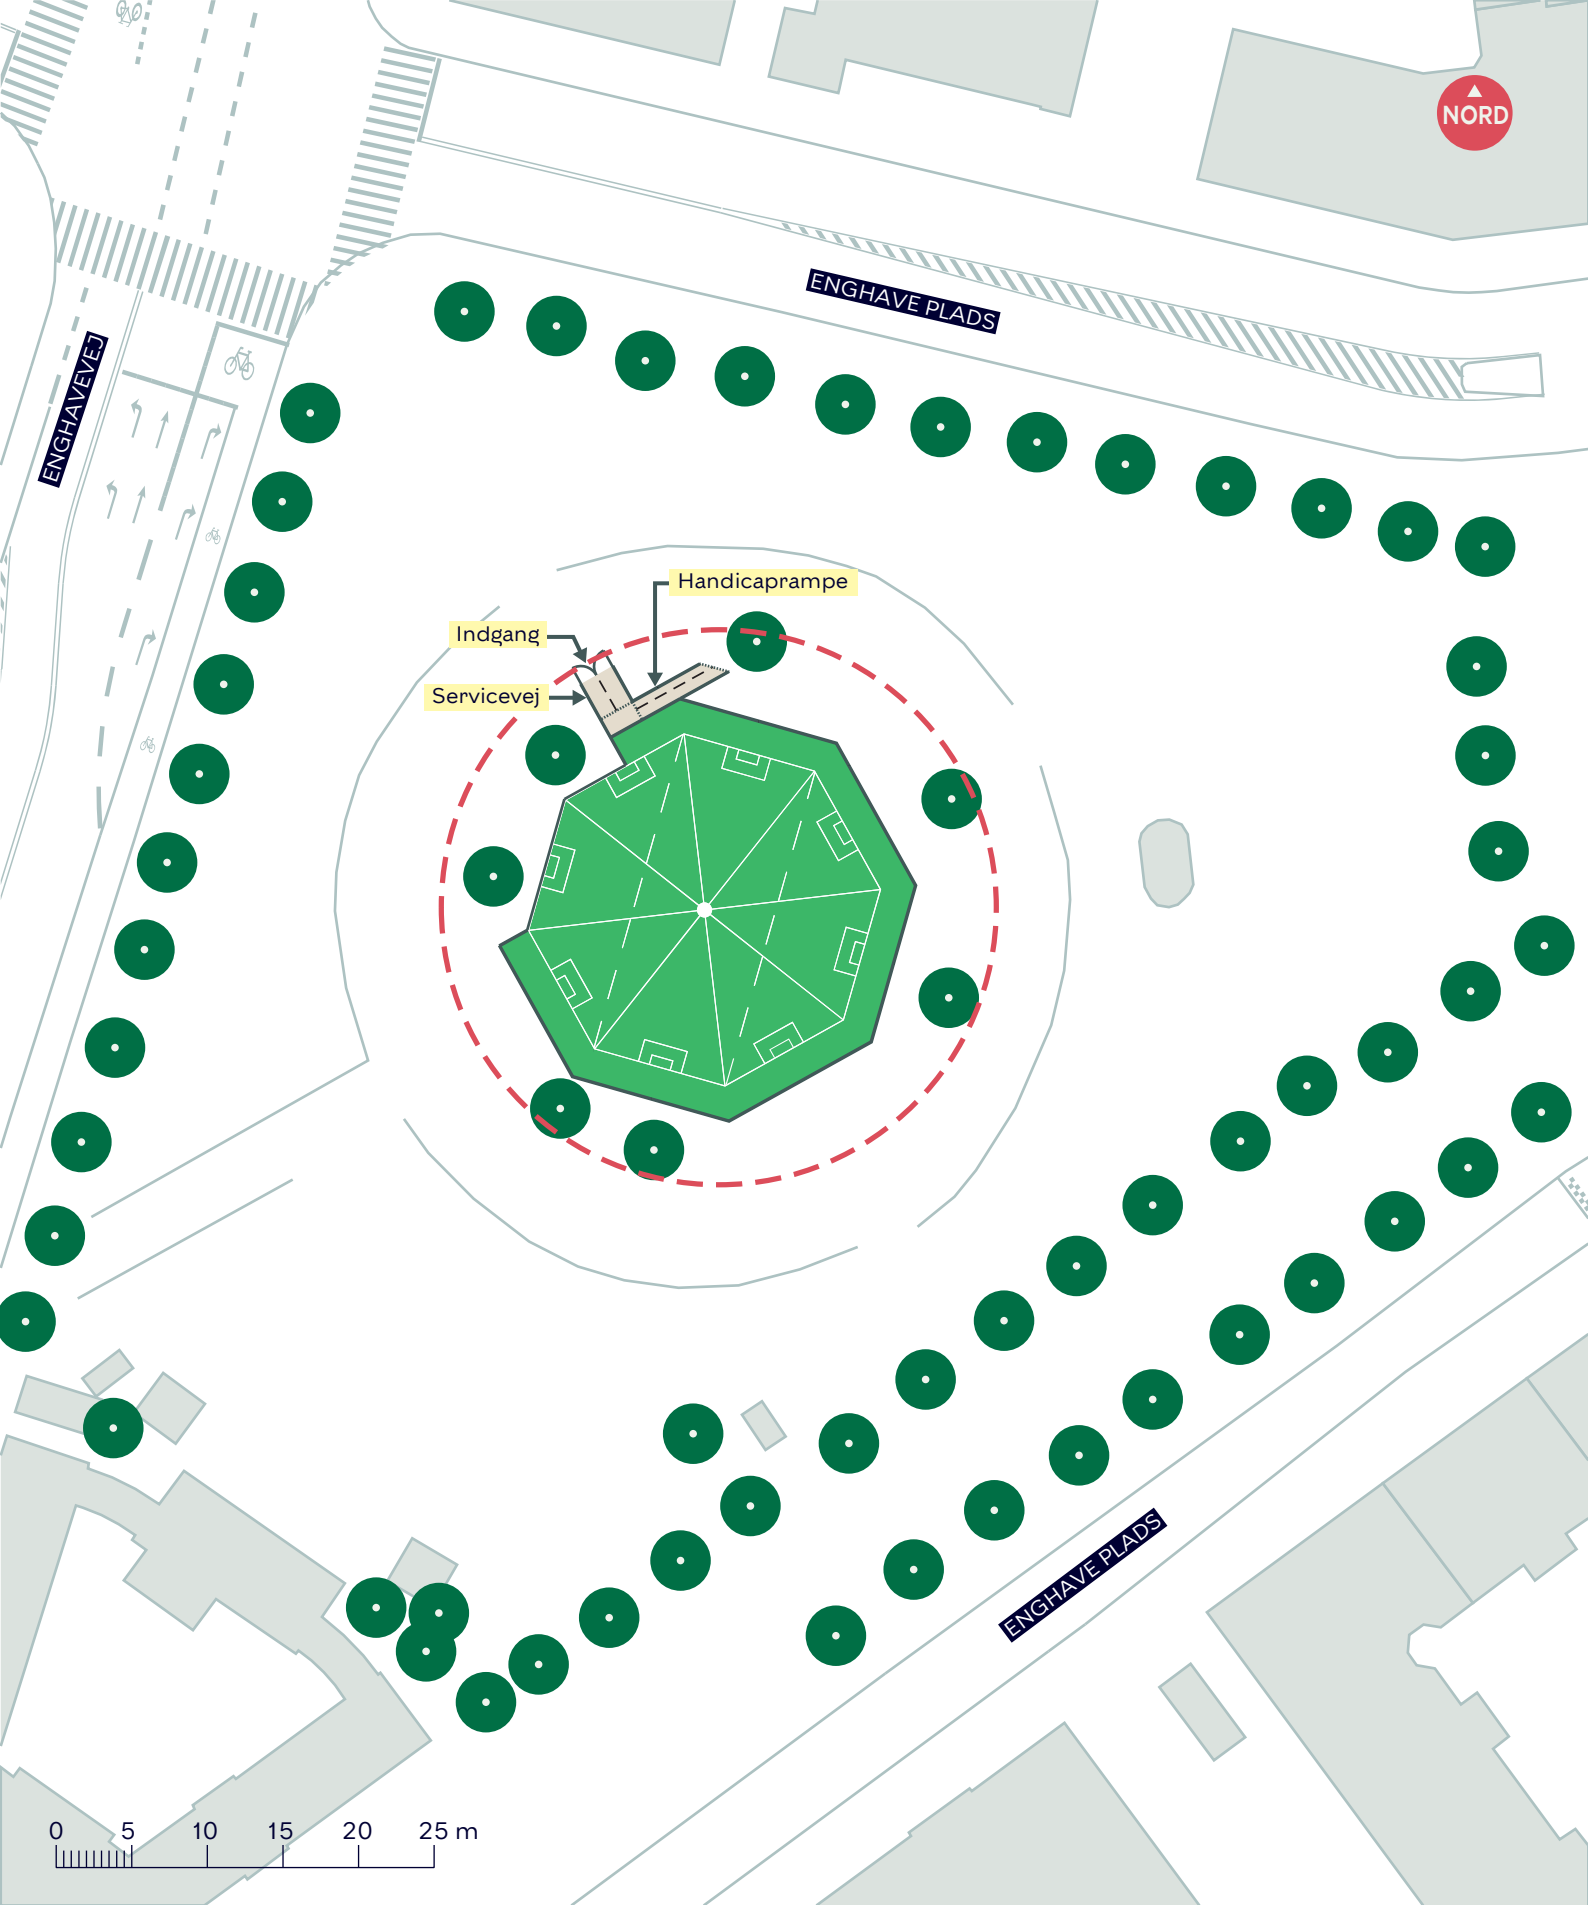 NORD
ENGHAVE PLADS
ENGHAVEVEJ
Handicaprampe
Indgang
Servicevej
ENGHAVE PLADS
0 5 10 15 20 25 m